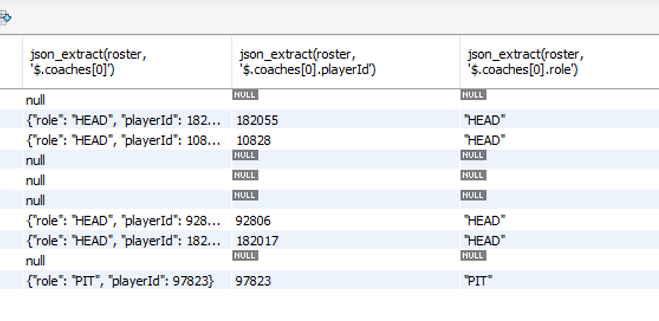 json_extract(roster, '$.coaches[0]') json_extract(roster, '$.coaches[0].playerId') json_extract(roster, '$.coaches[0].role')
null NULL NULL
{"role": "HEAD", "playerId": 182... 182055 "HEAD"
{"role": "HEAD", "playerId": 108... 10828 "HEAD"
null NULL NULL
null NULL NULL
null NULL NULL
{"role": "HEAD", "playerId": 928... 92806 "HEAD"
{"role": "HEAD", "playerId": 182... 182017 "HEAD"
null NULL NULL
{"role": "PIT", "playerId": 97823} 97823 "PIT"